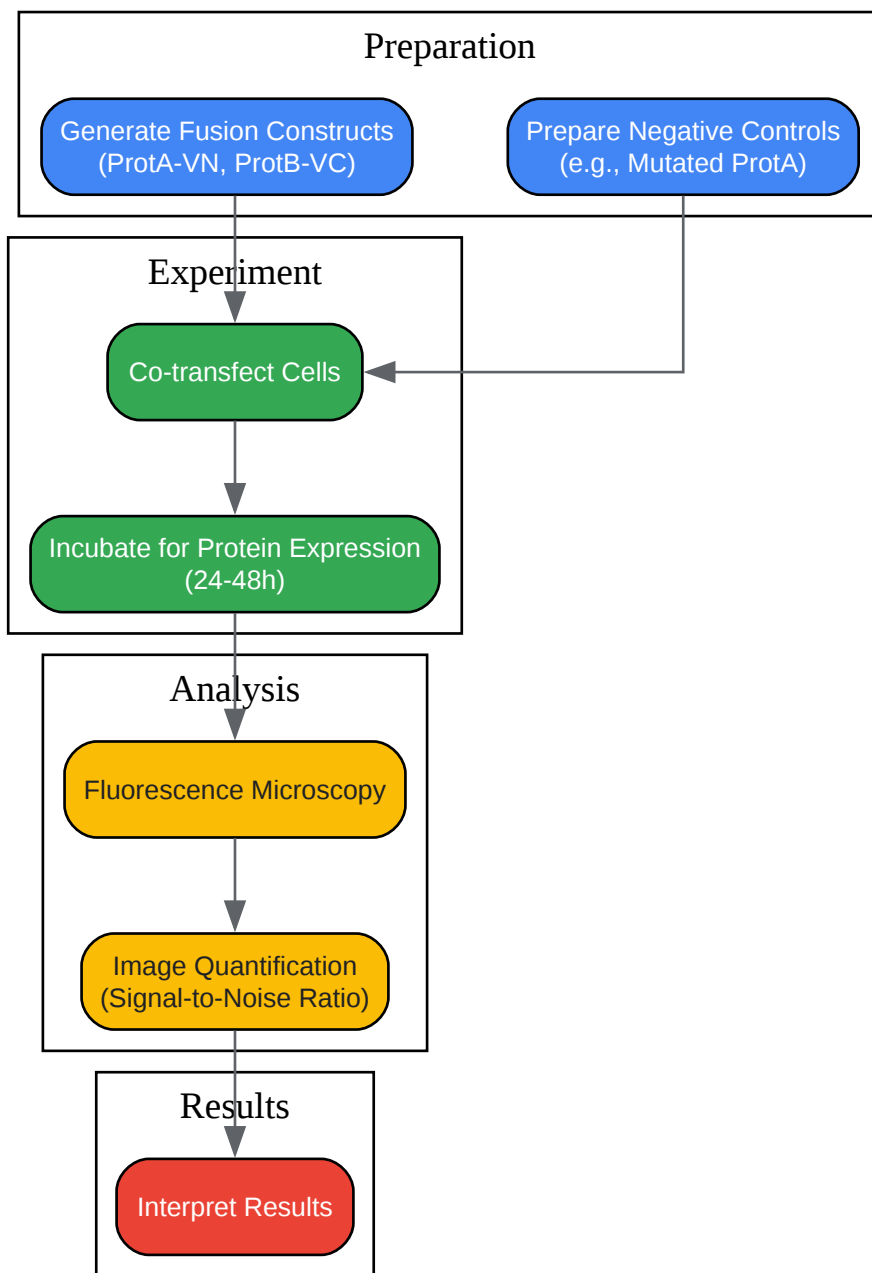 Preparation
Generate Fusion Constructs
(ProtA-VN, ProtB-VC)
Prepare Negative Controls
(e.g., Mutated ProtA)
Experiment
Co-transfect Cells
Incubate for Protein Expression
(24-48h)
Analysis
Fluorescence Microscopy
Image Quantification
(Signal-to-Noise Ratio)
Results
Interpret Results